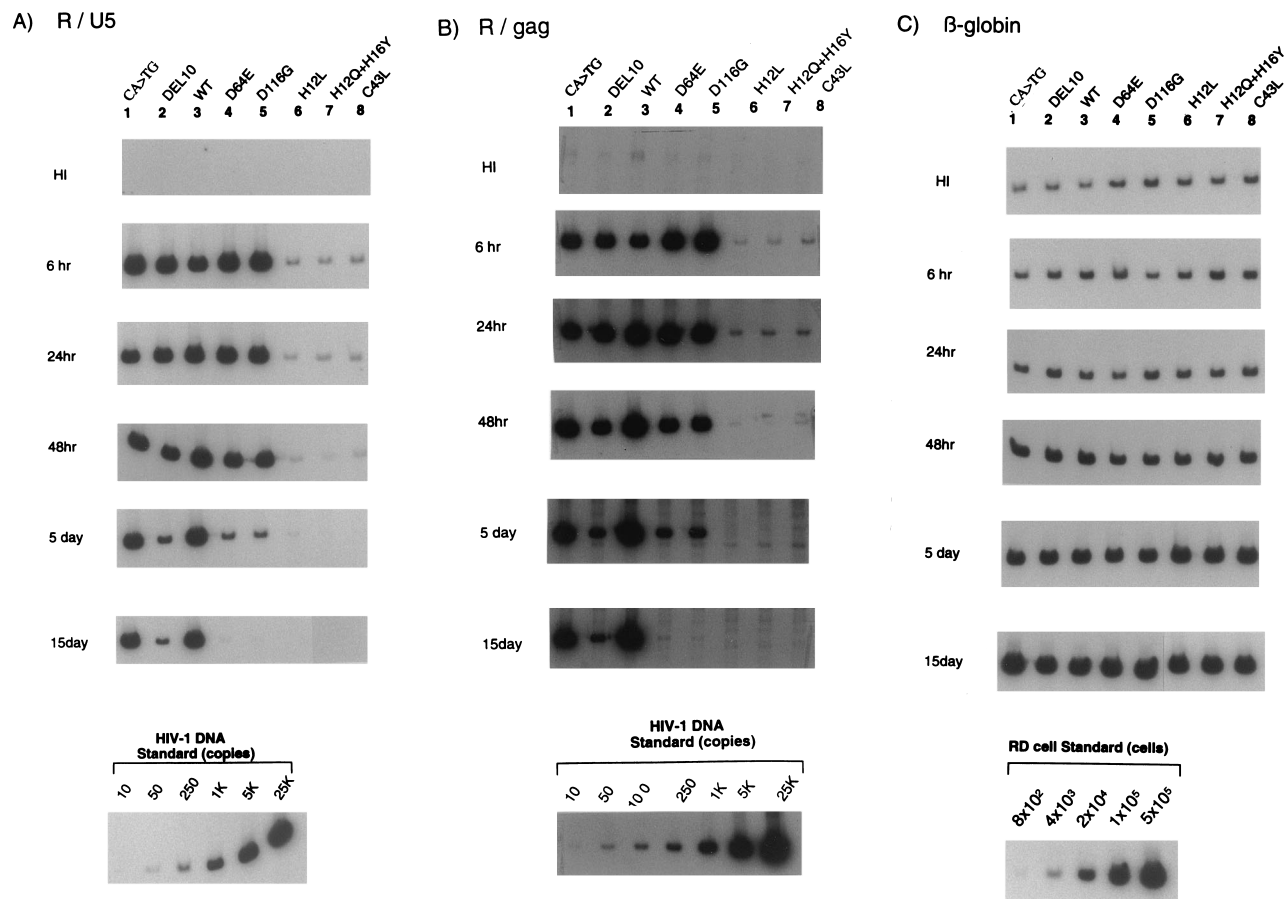 A) R / U5
CA>TG DEL10 WT D64E D116G H12L H12Q+H16Y C43L
1 2 3 4 5 6 7 8
HI
6 hr
24hr
48hr
5 day
15day
HIV-1 DNA
Standard (copies)
10 50 250 1K 5K 25K
B) R / gag
CA>TG DEL10 WT D64E D116G H12L H12Q+H16Y C43L
1 2 3 4 5 6 7 8
HI
6 hr
24hr
48hr
5 day
15day
HIV-1 DNA
Standard (copies)
10 50 10 0 250 1K 5K 25K
C) ß-globin
CA>TG DEL10 WT D64E D116G H12L H12Q+H16Y C43L
1 2 3 4 5 6 7 8
HI
6 hr
24hr
48hr
5 day
15day
RD cell Standard (cells)
8x10² 4x10³ 2x10⁴ 1x10⁵ 5x10⁵